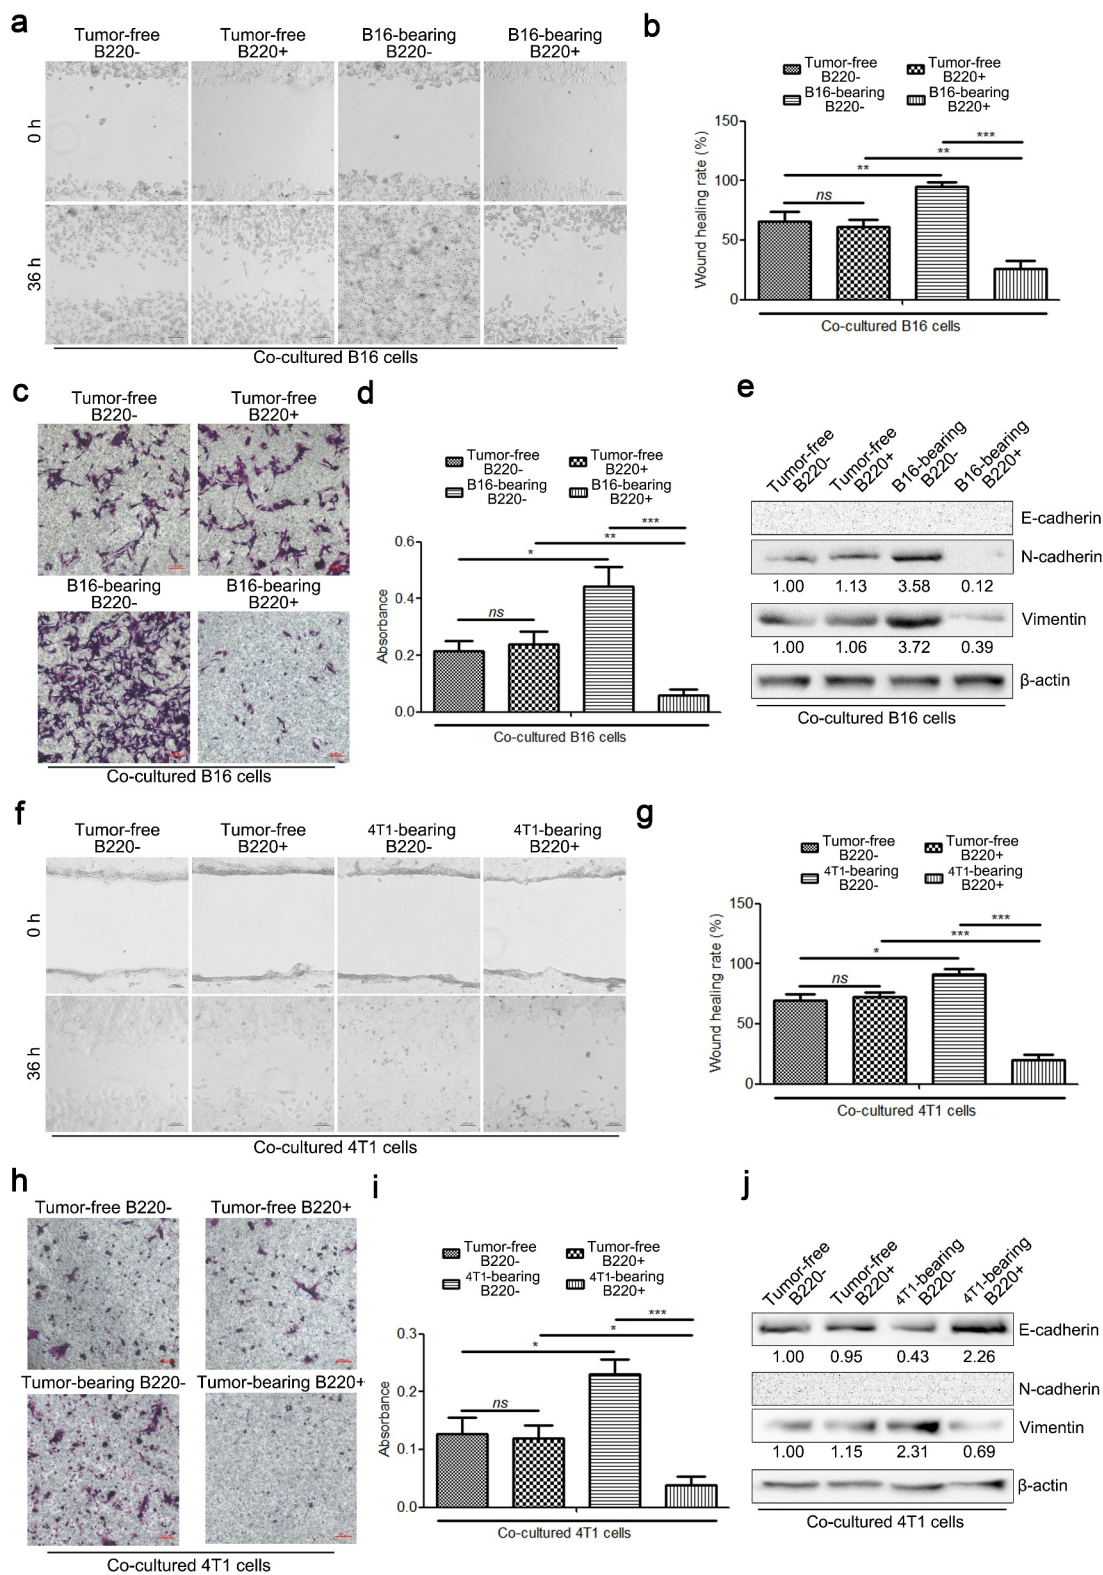 a
Tumor-free
B220-
Tumor-free
B220+
B16-bearing
B220-
B16-bearing
B220+
0 h
36 h
Co-cultured B16 cells
b
Tumor-free
B220-
Tumor-free
B220+
B16-bearing
B220-
B16-bearing
B220+
Wound healing rate (%)
150
100
50
0
ns
**
**
***
Co-cultured B16 cells
c
Tumor-free
B220-
Tumor-free
B220+
B16-bearing
B220-
B16-bearing
B220+
Co-cultured B16 cells
d
Tumor-free
B220-
Tumor-free
B220+
B16-bearing
B220-
B16-bearing
B220+
Absorbance
0.6
0.4
0.2
0.0
ns
*
**
***
Co-cultured B16 cells
e
Tumor-free
B220-
Tumor-free
B220+
B16-bearing
B220-
B16-bearing
B220+
E-cadherin
N-cadherin
1.00 1.13 3.58 0.12
Vimentin
1.00 1.06 3.72 0.39
β-actin
Co-cultured B16 cells
f
Tumor-free
B220-
Tumor-free
B220+
4T1-bearing
B220-
4T1-bearing
B220+
0 h
36 h
Co-cultured 4T1 cells
g
Tumor-free
B220-
Tumor-free
B220+
4T1-bearing
B220-
4T1-bearing
B220+
Wound healing rate (%)
150
100
50
0
ns
*
***
***
Co-cultured 4T1 cells
h
Tumor-free B220-
Tumor-free B220+
Tumor-bearing B220-
Tumor-bearing B220+
Co-cultured 4T1 cells
i
Tumor-free
B220-
Tumor-free
B220+
4T1-bearing
B220-
4T1-bearing
B220+
Absorbance
0.3
0.2
0.1
0.0
ns
*
*
***
Co-cultured 4T1 cells
j
Tumor-free
B220-
Tumor-free
B220+
4T1-bearing
B220-
4T1-bearing
B220+
E-cadherin
1.00 0.95 0.43 2.26
N-cadherin
Vimentin
1.00 1.15 2.31 0.69
β-actin
Co-cultured 4T1 cells